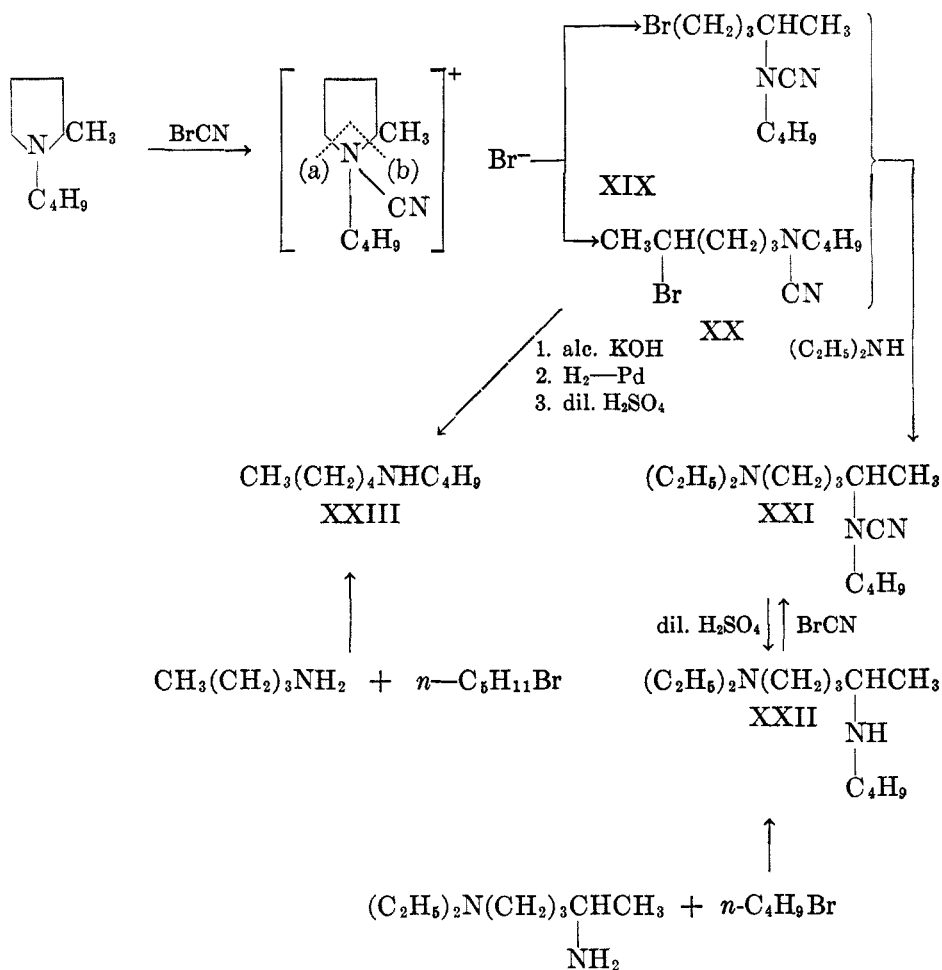 Br(CH₂)₃CHCH₃
NCN
C₄H₉
N
CH₃
C₄H₉
BrCN
+
N
CH₃
(a)
(b)
CN
C₄H₉
Br⁻
XIX
CH₃CH(CH₂)₃NC₄H₉
Br
CN
XX
1. alc. KOH
2. H₂—Pd
3. dil. H₂SO₄
(C₂H₅)₂NH
CH₃(CH₂)₄NHC₄H₉
XXIII
(C₂H₅)₂N(CH₂)₃CHCH₃
XXI
NCN
C₄H₉
dil. H₂SO₄
BrCN
CH₃(CH₂)₃NH₂ + n—C₅H₁₁Br
(C₂H₅)₂N(CH₂)₃CHCH₃
XXII
NH
C₄H₉
(C₂H₅)₂N(CH₂)₃CHCH₃ + n-C₄H₉Br
NH₂